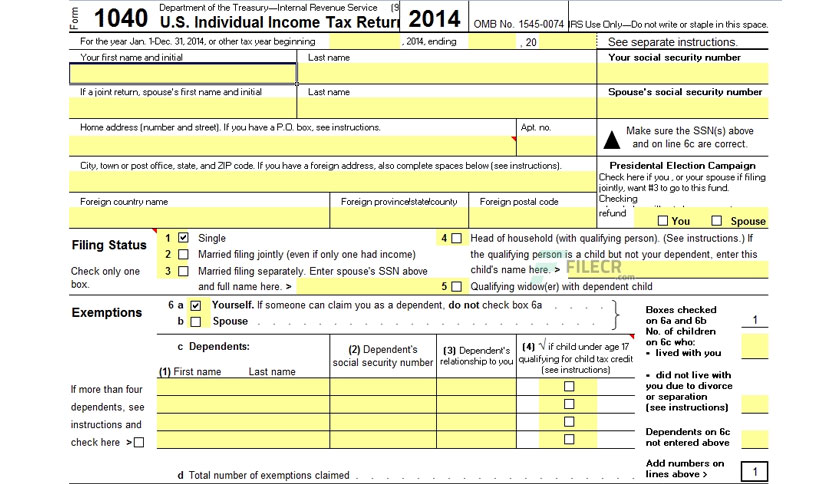 Form 1040 Department of the Treasury—Internal Revenue Service
U.S. Individual Income Tax Return 2014 OMB No. 1545-0074 IRS Use Only—Do not write or staple in this space.
For the year Jan. 1-Dec. 31, 2014, or other tax year beginning , 2014, ending , 20 See separate instructions.
Your first name and initial Last name Your social security number
If a joint return, spouse's first name and initial Last name Spouse's social security number
Home address (number and street). If you have a P.O. box, see instructions. Apt. no.
Make sure the SSN(s) above
and on line 6c are correct.
City, town or post office, state, and ZIP code. If you have a foreign address, also complete spaces below (see instructions).
Presidential Election Campaign
Check here if you , or your spouse if filing
jointly, want #3 to go to this fund.
Checking
refund You Spouse
Foreign country name Foreign province/state/county Foreign postal code
Filing Status
Check only one
box.
1 Single
2 Married filing jointly (even if only one had income)
3 Married filing separately. Enter spouse's SSN above
and full name here. >
4 Head of household (with qualifying person). (See instructions.) If
the qualifying person is a child but not your dependent, enter this
child's name here. >
5 Qualifying widow(er) with dependent child
FILECR
.com
Exemptions
6 a Yourself. If someone can claim you as a dependent, do not check box 6a . . . .
b Spouse . . . . . . . . . . . . . . . . . . . .
c Dependents:
(1) First name Last name
(2) Dependent's
social security number
(3) Dependent's
relationship to you
(4) √ if child under age 17
qualifying for child tax credit
(see instructions)
If more than four
dependents, see
instructions and
check here >
d Total number of exemptions claimed . . . . . . . . . . . . . . . . .
Boxes checked
on 6a and 6b 1
No. of children
on 6c who:
• lived with you
• did not live with
you due to divorce
or separation
(see instructions)
Dependents on 6c
not entered above
Add numbers on
lines above > 1